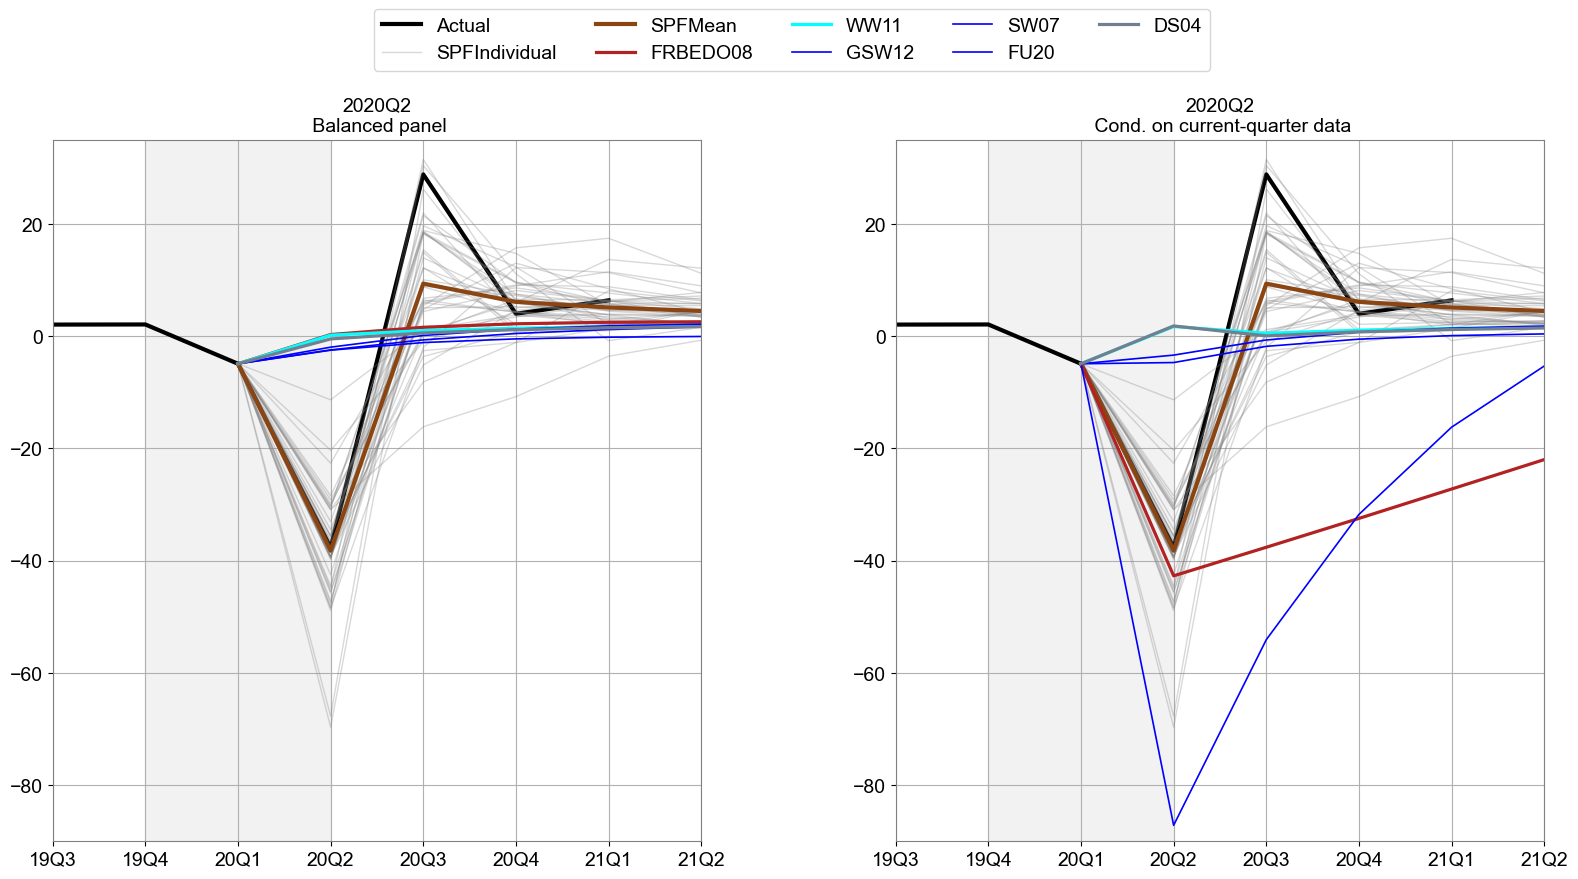 Actual SPFMean WW11 SW07 DS04
SPFIndividual FRBEDO08 GSW12 FU20
2020Q2
Balanced panel
20
0
−20
−40
−60
−80
19Q3 19Q4 20Q1 20Q2 20Q3 20Q4 21Q1 21Q2
2020Q2
Cond. on current-quarter data
20
0
−20
−40
−60
−80
19Q3 19Q4 20Q1 20Q2 20Q3 20Q4 21Q1 21Q2